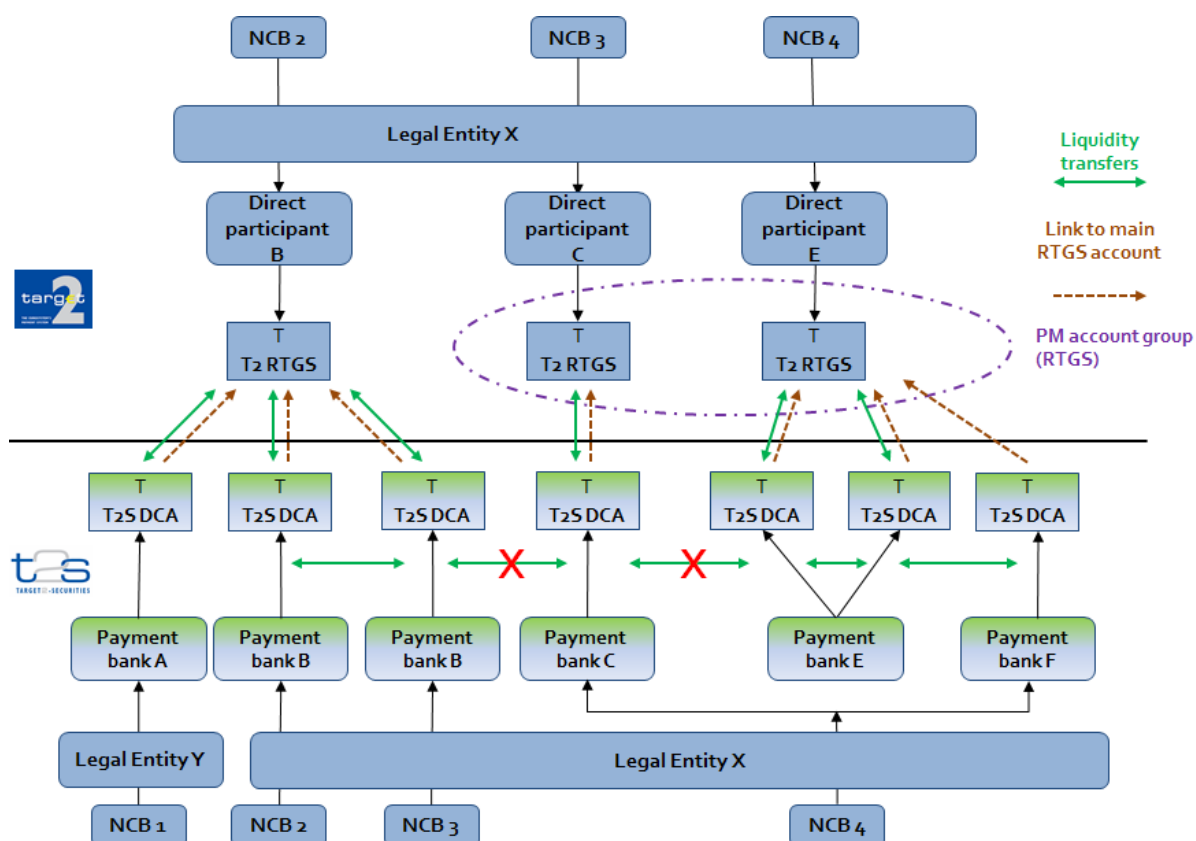 NCB 2
NCB 3
NCB 4
Legal Entity X
Liquidity
transfers
Direct
participant
B
Direct
participant
C
Direct
participant
E
Link to main
RTGS account
target
2
T
T2 RTGS
T
T2 RTGS
T
T2 RTGS
PM account group
(RTGS)
T
T2S DCA
T
T2S DCA
T
T2S DCA
T
T2S DCA
T
T2S DCA
T
T2S DCA
T
T2S DCA
t2s
X
X
Payment
bank A
Payment
bank B
Payment
bank B
Payment
bank C
Payment
bank E
Payment
bank F
Legal Entity Y
Legal Entity X
NCB 1
NCB 2
NCB 3
NCB 4